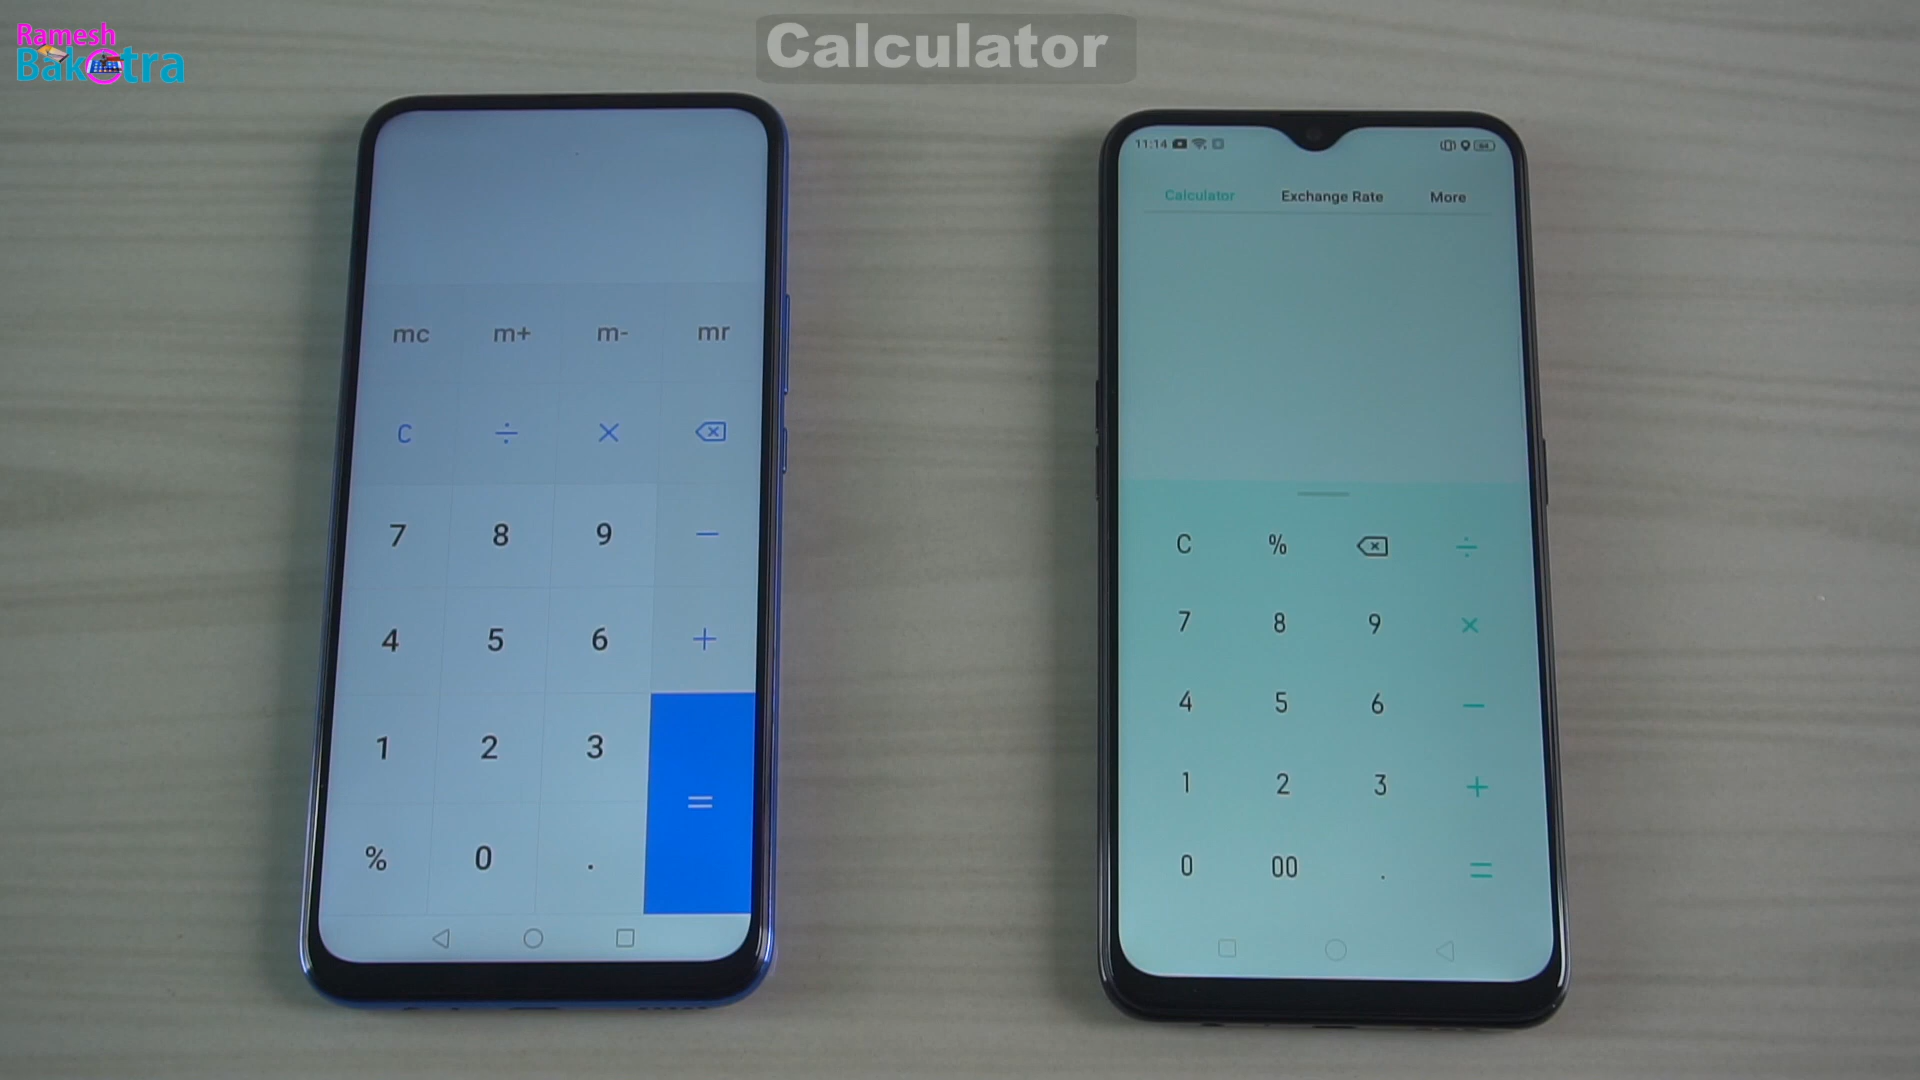 Ramesh
Bakotra
Calculator
mc m+ m- mr
C ÷ ×
7 8 9 −
4 5 6 +
1 2 3
=
% 0 .
11:14
Calculator Exchange Rate More
C % ÷
7 8 9 ×
4 5 6 −
1 2 3 +
0 00 . =